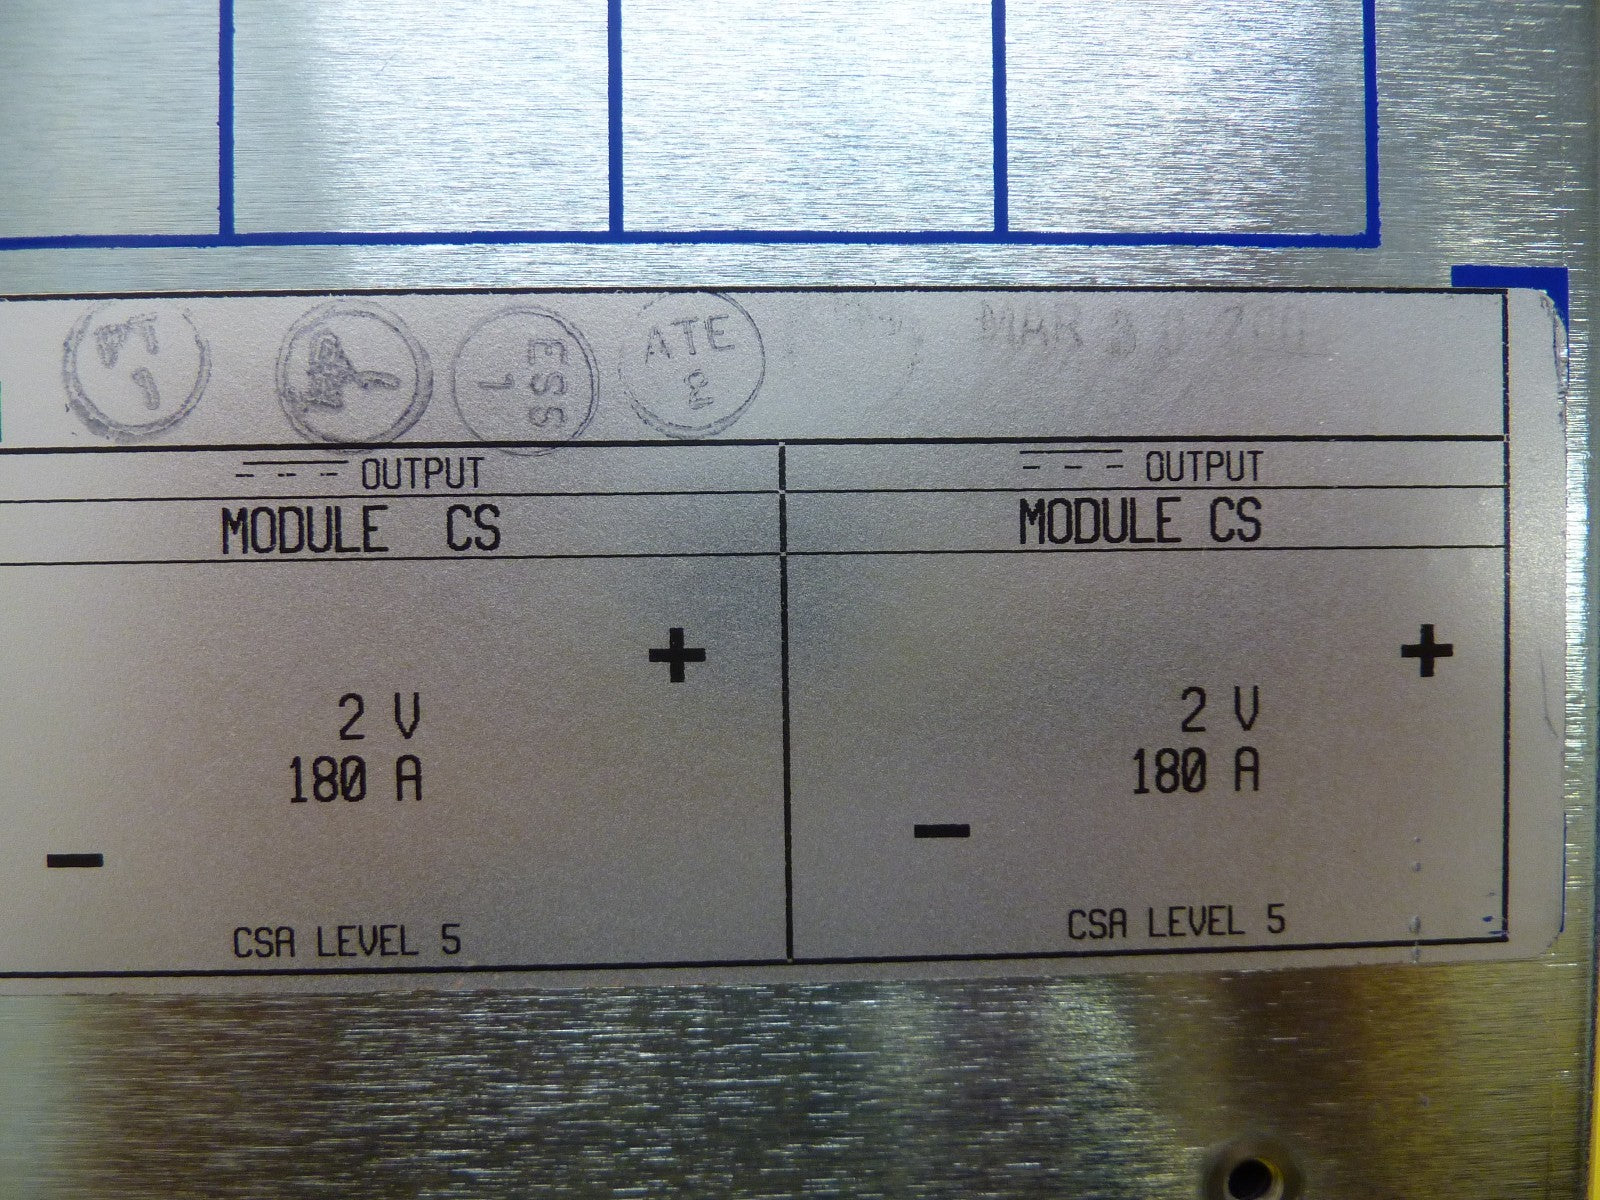 ESS
1
ATE
2
MAR
OUTPUT
MODULE CS
+
2 V
180 A
-
CSA LEVEL 5
OUTPUT
MODULE CS
+
2 V
180 A
-
CSA LEVEL 5